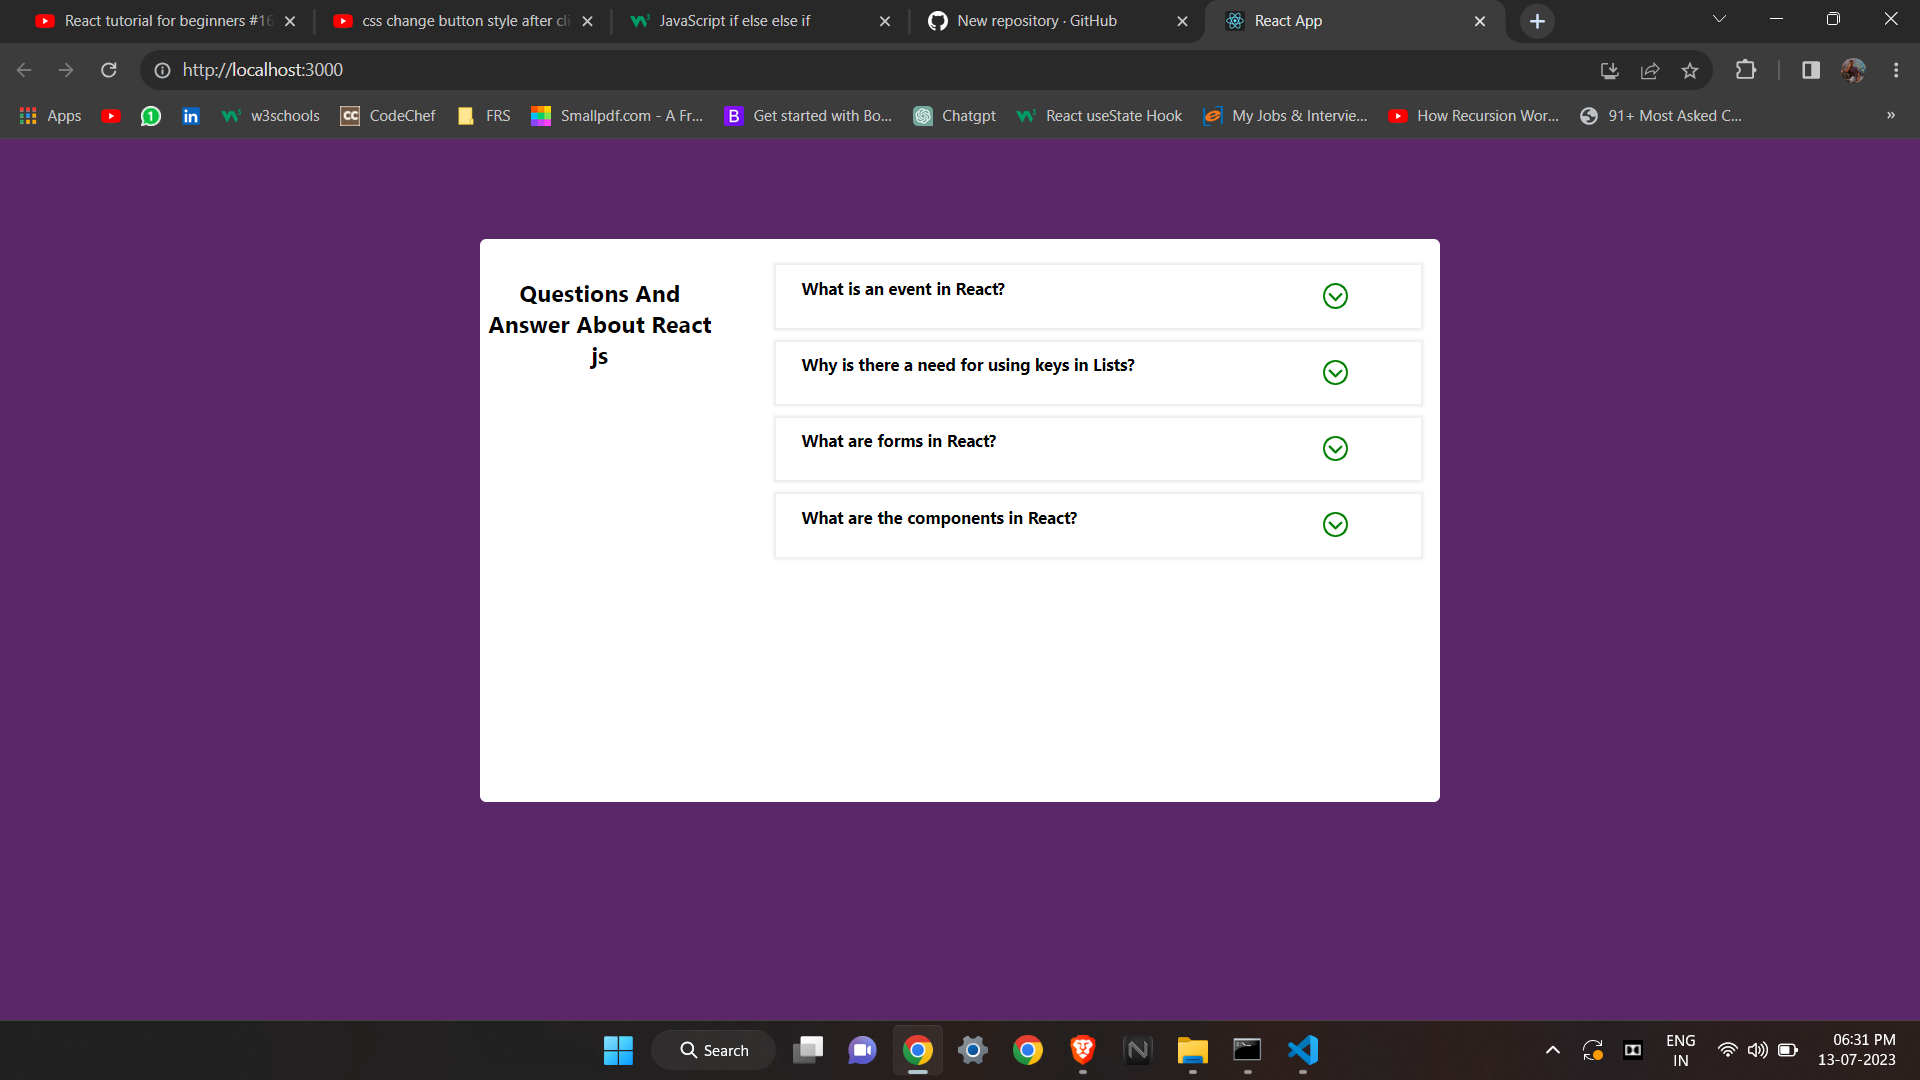 React tutorial for beginners #16
css change button style after cli
JavaScript if else else if
New repository · GitHub
React App
http://localhost:3000
Apps
1
in
w3schools
CC
CodeChef
FRS
Smallpdf.com - A Fr...
B
Get started with Bo...
Chatgpt
React useState Hook
My Jobs & Intervie...
How Recursion Wor...
91+ Most Asked C...
»
Questions And
Answer About React
js
What is an event in React?
Why is there a need for using keys in Lists?
What are forms in React?
What are the components in React?
Search
ENG
IN
06:31 PM
13-07-2023